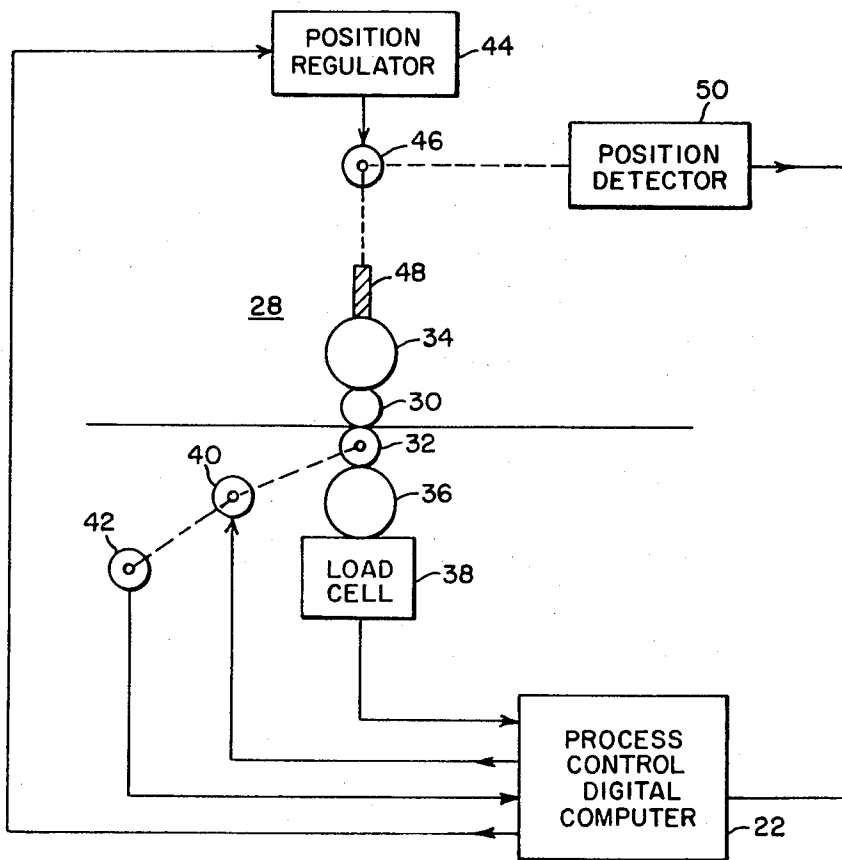 POSITION
REGULATOR
44
50
46
POSITION
DETECTOR
48
28
34
30
32
40
36
42
LOAD
CELL
38
PROCESS
CONTROL
DIGITAL
COMPUTER
22